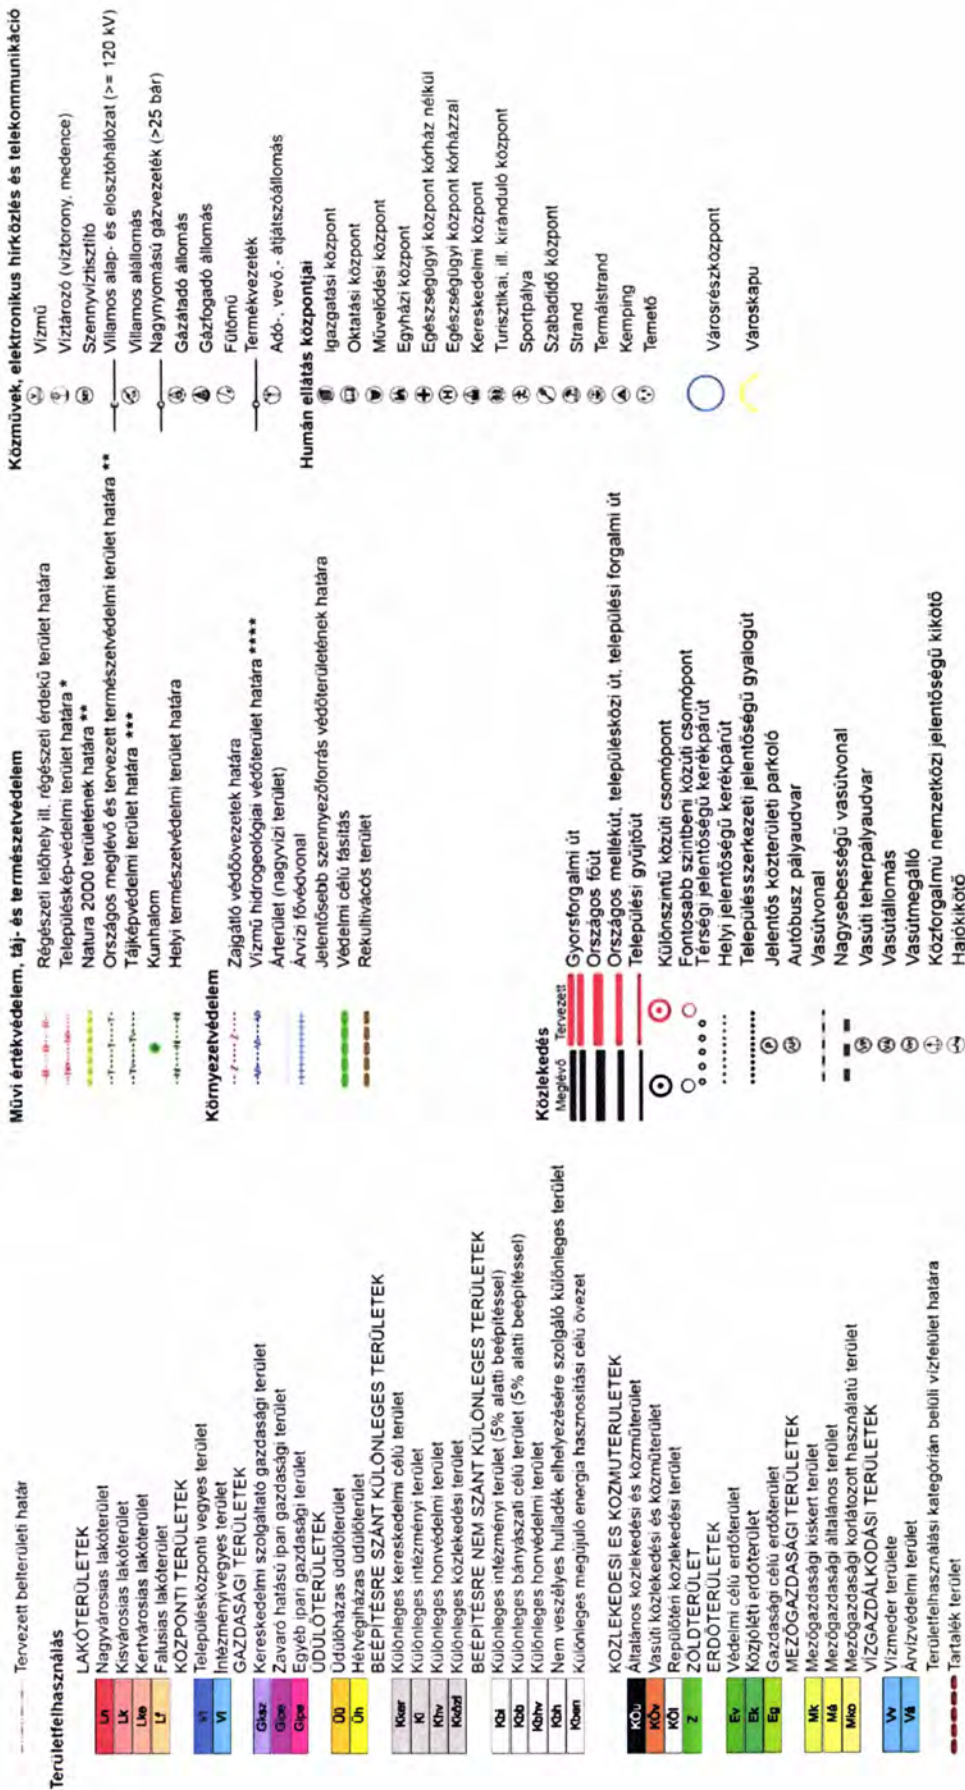 Tervezett belterületi határ
Területfelhasználás
LAKÓTERÜLETEK
Ln Nagyvárosias lakóterület
Lk Kisvárosias lakóterület
Lke Kertvárosias lakóterület
Lf Falusias lakóterület
KÖZPONTI TERÜLETEK
Vt Településközponti vegyes terület
Vi Intézményivegyes terület
GAZDASÁGI TERÜLETEK
Gksz Kereskedelmi szolgáltató gazdasági terület
Gipz Zavaró hatású ipari gazdasági terület
Gipe Egyéb ipari gazdasági terület
ÜDÜLŐTERÜLETEK
Üü Üdülőházas üdülőterület
Üh Hétvégiházas üdülőterület
BEÉPÍTÉSRE SZÁNT KÜLÖNLEGES TERÜLETEK
Kker Különleges kereskedelmi célú terület
Ki Különleges intézményi terület
Khv Különleges honvédelmi terület
Kközl Különleges közlekedési terület
BEÉPÍTÉSRE NEM SZÁNT KÜLÖNLEGES TERÜLETEK
Kbi Különleges intézményi terület (5% alatti beépítéssel)
Kbb Különleges bányászati célú terület (5% alatti beépítéssel)
Kbhv Különleges honvédelmi terület
Kbh Nem veszélyes hulladék elhelyezésére szolgáló különleges terület
Kben Különleges megújuló energia hasznosítási célú övezet
KÖZLEKEDÉSI ÉS KÖZMŰTERÜLETEK
KÖu Általános közlekedési és közműterület
KÖv Vasúti közlekedési és közműterület
KÖl Repülőtéri közlekedési terület
Z ZÖLDTERÜLET
ERDŐTERÜLETEK
Ev Védelmi célú erdőterület
Ek Közjóléti erdőterület
Eg Gazdasági célú erdőterület
MEZŐGAZDASÁGI TERÜLETEK
Mk Mezőgazdasági kiskert terület
Má Mezőgazdasági általános terület
Mko Mezőgazdasági korlátozott használatú terület
VÍZGAZDÁLKODÁSI TERÜLETEK
Vv Vízmeder területe
Vá Árvízvédelmi terület
Területfelhasználási kategórián belüli vízfelület határa
Tartalék terület
Művi értékvédelem, táj- és természetvédelem
Régészeti lelőhely ill. régészeti érdekű terület határa
Településkép-védelmi terület határa *
Natura 2000 területének határa **
Országos meglévő és tervezett természetvédelmi terület határa **
Tájképvédelmi terület határa ***
Kunhalom
Helyi természetvédelmi terület határa
Környezetvédelem
Zajgátló védőövezetek határa
Vízmű hidrogeológiai védőterület határa ****
Árterület (nagyvízi terület)
Árvízi fővédvonal
Jelentősebb szennyezőforrás védőterületének határa
Védelmi célú fásítás
Rekultivációs terület
Közlekedés
Meglévő Tervezett
Gyorsforgalmi út
Országos főút
Országos mellékút, településközi út, települési forgalmi út
Települési gyűjtőút
Különszintű közúti csomópont
Fontosabb szintbeni közúti csomópont
Térségi jelentőségű kerékpárút
Helyi jelentőségű kerékpárút
Településszerkezeti jelentőségű gyalogút
P Jelentős közterületi parkoló
Autóbusz pályaudvar
Vasútvonal
Nagysebességű vasútvonal
Vasúti teherpályaudvar
Vasútállomás
Vasútmegálló
Közforgalmú nemzetközi jelentőségű kikötő
Hajókikötő
Közművek, elektronikus hírközlés és telekommunikáció
Vízmű
Víztározó (víztorony, medence)
Szennyvíztisztító
Villamos alap- és elosztóhálózat (>= 120 kV)
Villamos alállomás
Nagynyomású gázvezeték (>25 bár)
Gázátadó állomás
Gázfogadó állomás
Fűtőmű
Termékvezeték
Adó-, vevő,- átjátszóállomás
Humán ellátás központjai
Igazgatási központ
Oktatási központ
Művelődési központ
Egyházi központ
Egészségügyi központ kórház nélkül
H Egészségügyi központ kórházzal
Kereskedelmi központ
Turisztikai, ill. kiránduló központ
Sportpálya
Szabadidő központ
Strand
Termálstrand
Kemping
Temető
Városrészközpont
Városkapu